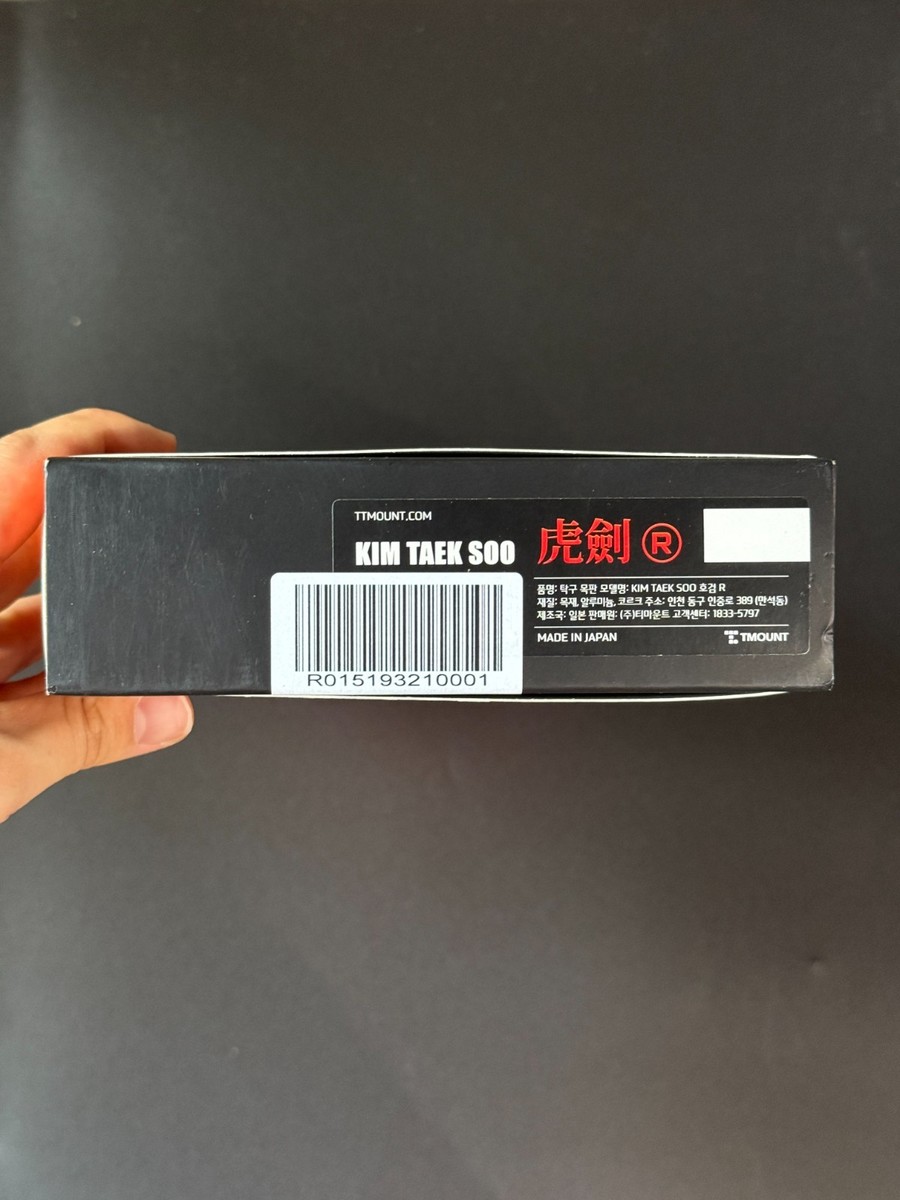 TTMOUNT.COM
KIM TAEK SOO 虎劍 R
품명: 탁구 목판 모델명: KIM TAEK SOO 호검 R
재질: 목재, 알루미늄, 코르크 주소: 인천 동구 인중로 389 (만석동)
제조국: 일본 판매원: (주)티마운트 고객센터: 1833-5797
MADE IN JAPAN
TMOUNT
R015193210001